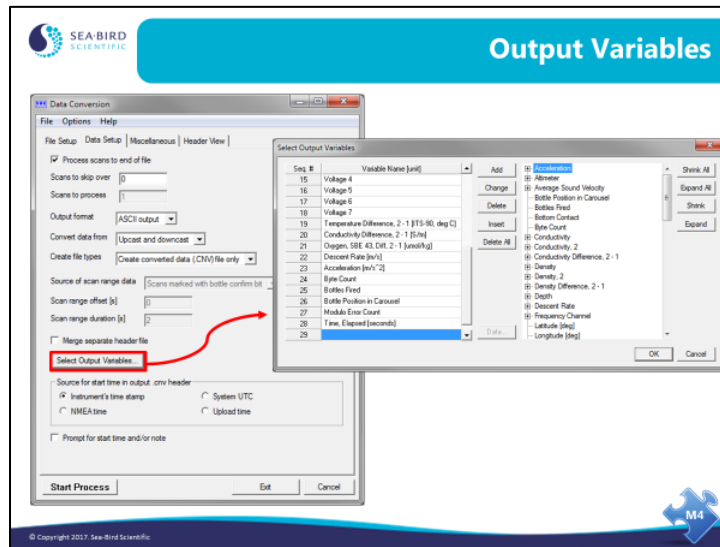 SEA·BIRD
SCIENTIFIC
Output Variables
Data Conversion
File Options Help
File Setup Data Setup Miscellaneous Header View
Process scans to end of file
Scans to skip over 0
Scans to process 1
Output format ASCII output
Convert data from Upcast and downcast
Create file types Create converted data (.CNV) file only
Source of scan range data Scans marked with bottle confirm bit
Scan range offset [s] 0
Scan range duration [s] 2
Merge separate header file
Select Output Variables...
Source for start time in output .cnv header
Instrument's time stamp System UTC
NMEA time Upload time
Prompt for start time and/or note
Start Process Exit Cancel
Select Output Variables
Seq. # Variable Name [unit]
15 Voltage 4
16 Voltage 5
17 Voltage 6
18 Voltage 7
19 Temperature Difference, 2 - 1 [ITS-90, deg C]
20 Conductivity Difference, 2 - 1 [S/m]
21 Oxygen, SBE 43, Diff, 2 - 1 [umol/kg]
22 Descent Rate [m/s]
23 Acceleration [m/s^2]
24 Byte Count
25 Bottles Fired
26 Bottle Position in Carousel
27 Modulo Error Count
28 Time, Elapsed [seconds]
29
Add
Change
Delete
Insert
Delete All
Data...
Acceleration
Altimeter
Average Sound Velocity
Bottle Position in Carousel
Bottles Fired
Bottom Contact
Byte Count
Conductivity
Conductivity, 2
Conductivity Difference, 2 - 1
Density
Density, 2
Density Difference, 2 - 1
Depth
Descent Rate
Frequency Channel
Latitude [deg]
Longitude [deg]
Shrink All
Expand All
Shrink
Expand
OK Cancel
M4
© Copyright 2017. Sea-Bird Scientific